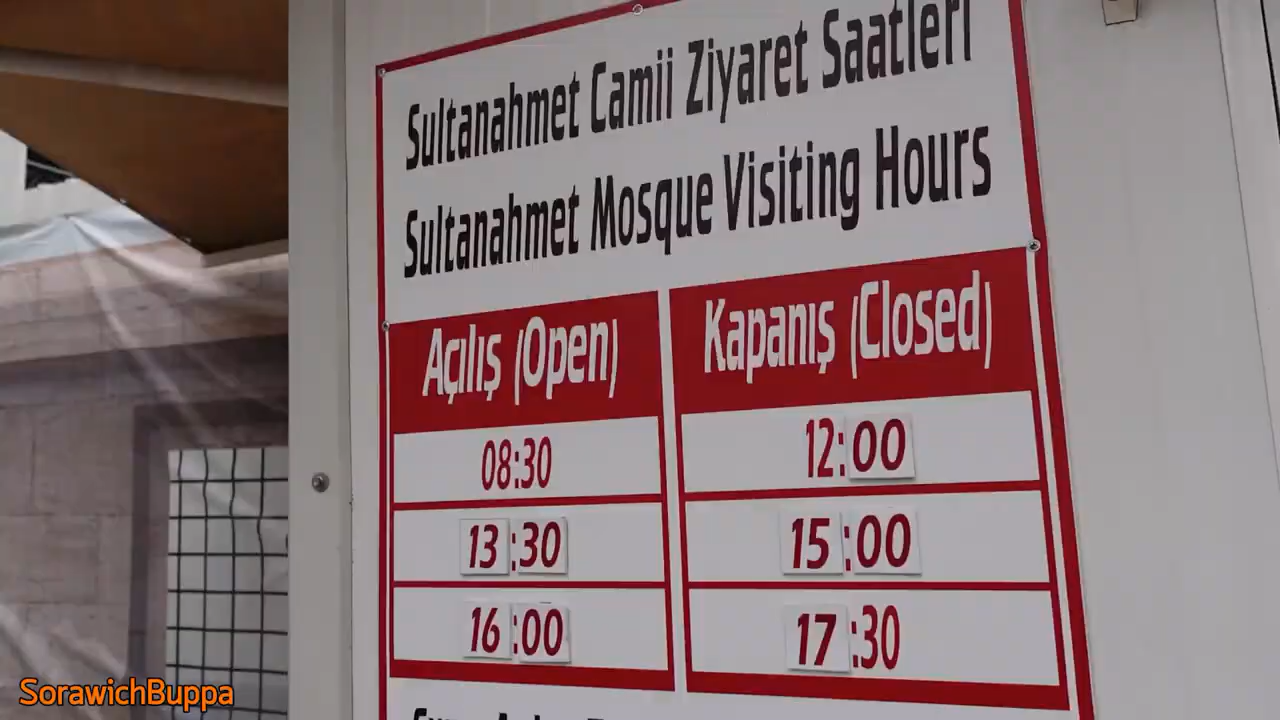 Sultanahmet Camii Ziyaret Saatleri
Sultanahmet Mosque Visiting Hours
Açılış (Open) Kapanış (Closed)
08:30 12:00
13:30 15:00
16:00 17:30
SorawichBuppa